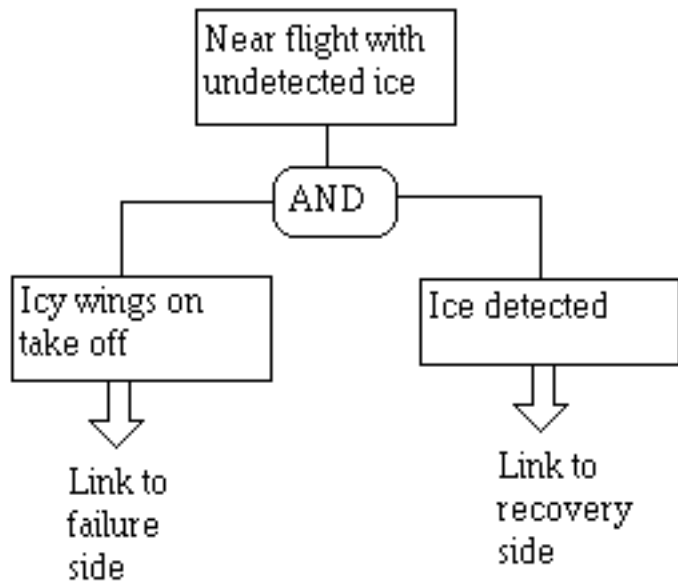 Near flight with
undetected ice
AND
Icy wings on
take off
Ice detected
Link to
failure
side
Link to
recovery
side